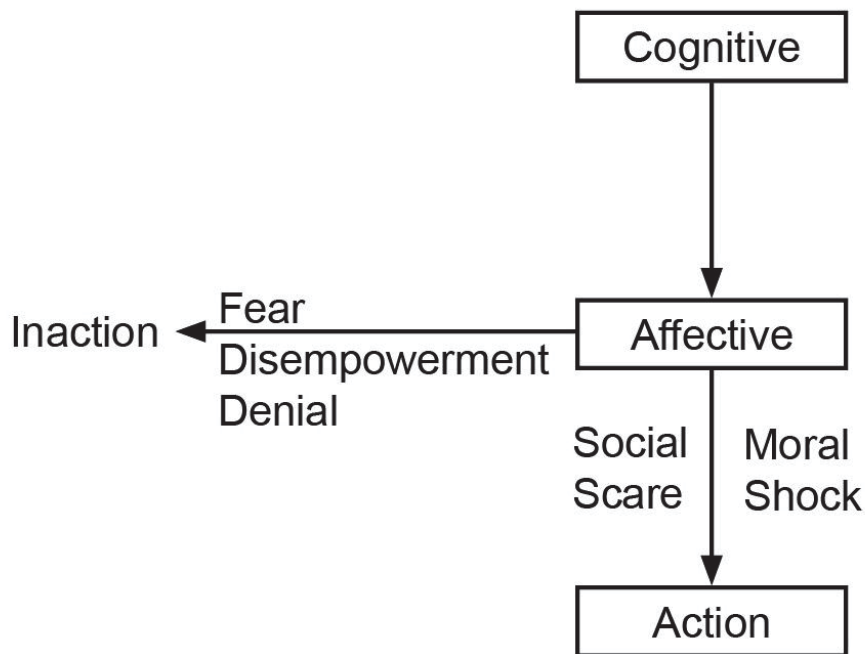 Cognitive
Fear
Inaction
Affective
Disempowerment
Denial
Social
Scare
Moral
Shock
Action